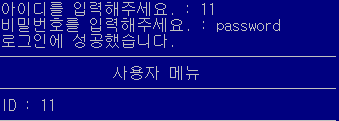 아이디를 입력해주세요. : 11
비밀번호를 입력해주세요. : password
로그인에 성공했습니다.
사용자 메뉴
ID : 11